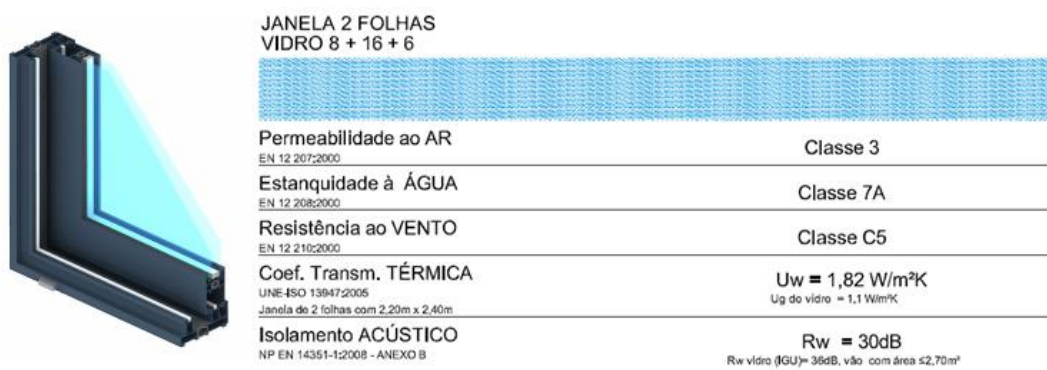 JANELA 2 FOLHAS
VIDRO 8 + 16 + 6
Permeabilidade ao AR
EN 12 207:2000
Classe 3
Estanquidade à ÁGUA
EN 12 208:2000
Classe 7A
Resistência ao VENTO
EN 12 210:2000
Classe C5
Coef. Transm. TÉRMICA
UNE-ISO 13947:2005
Janela de 2 folhas com 2,20m x 2,40m
Uw = 1,82 W/m²K
Ug do vidro = 1,1 W/m²K
Isolamento ACÚSTICO
NP EN 14351-1:2008 - ANEXO B
Rw = 30dB
Rw vidro (IGU)= 36dB, vão com área ≤2,70m²